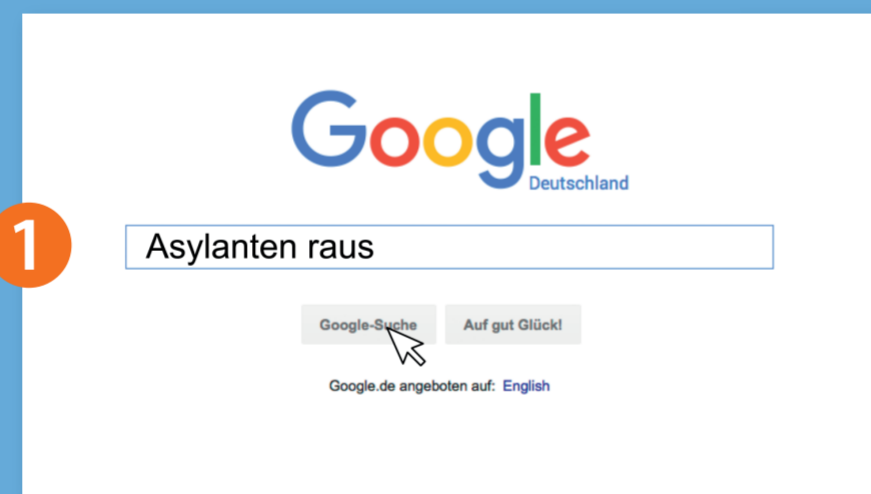 Google
Deutschland
1
Asylanten raus
Google-Suche
Auf gut Glück!
Google.de angeboten auf: English